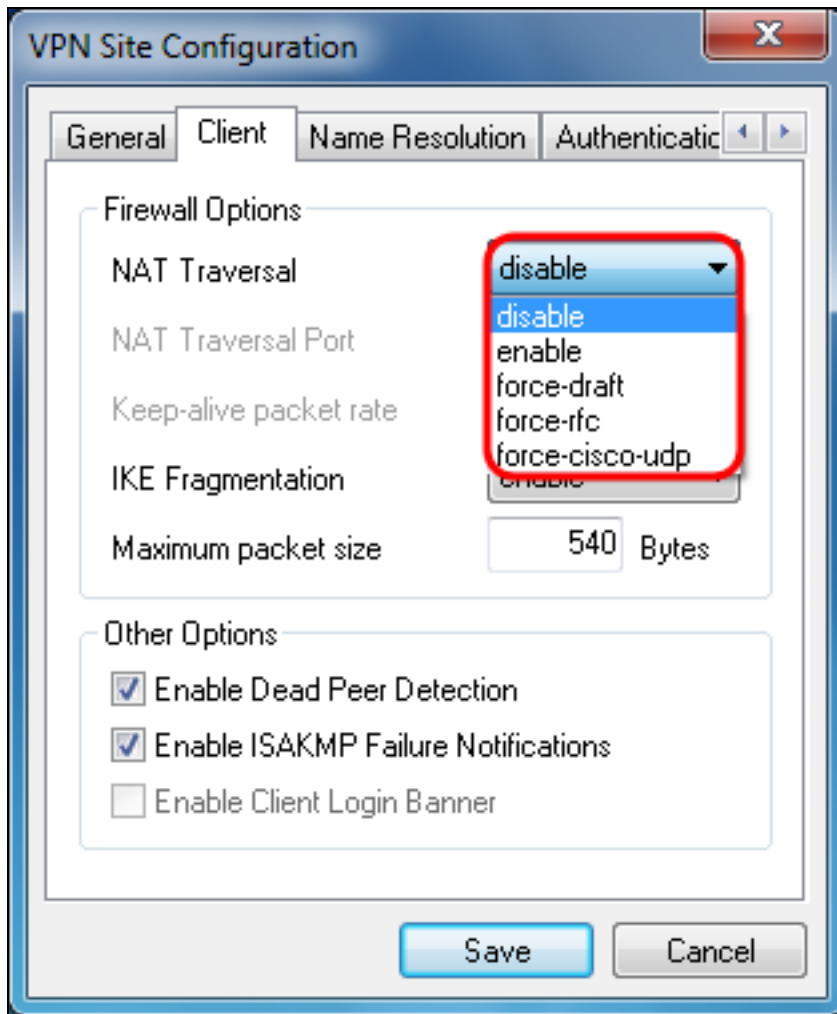 VPN Site Configuration
General Client Name Resolution
Firewall Options
NAT Traversal disable
disable
NAT Traversal Port
enable
force-draft
Keep-alive packet rate
force-rfc
force-cisco-udp
IKE Fragmentation enable
Maximum packet size 540 Bytes
Other Options
Enable Dead Peer Detection
Enable ISAKMP Failure Notifications
Enable Client Login Banner
Save Cancel